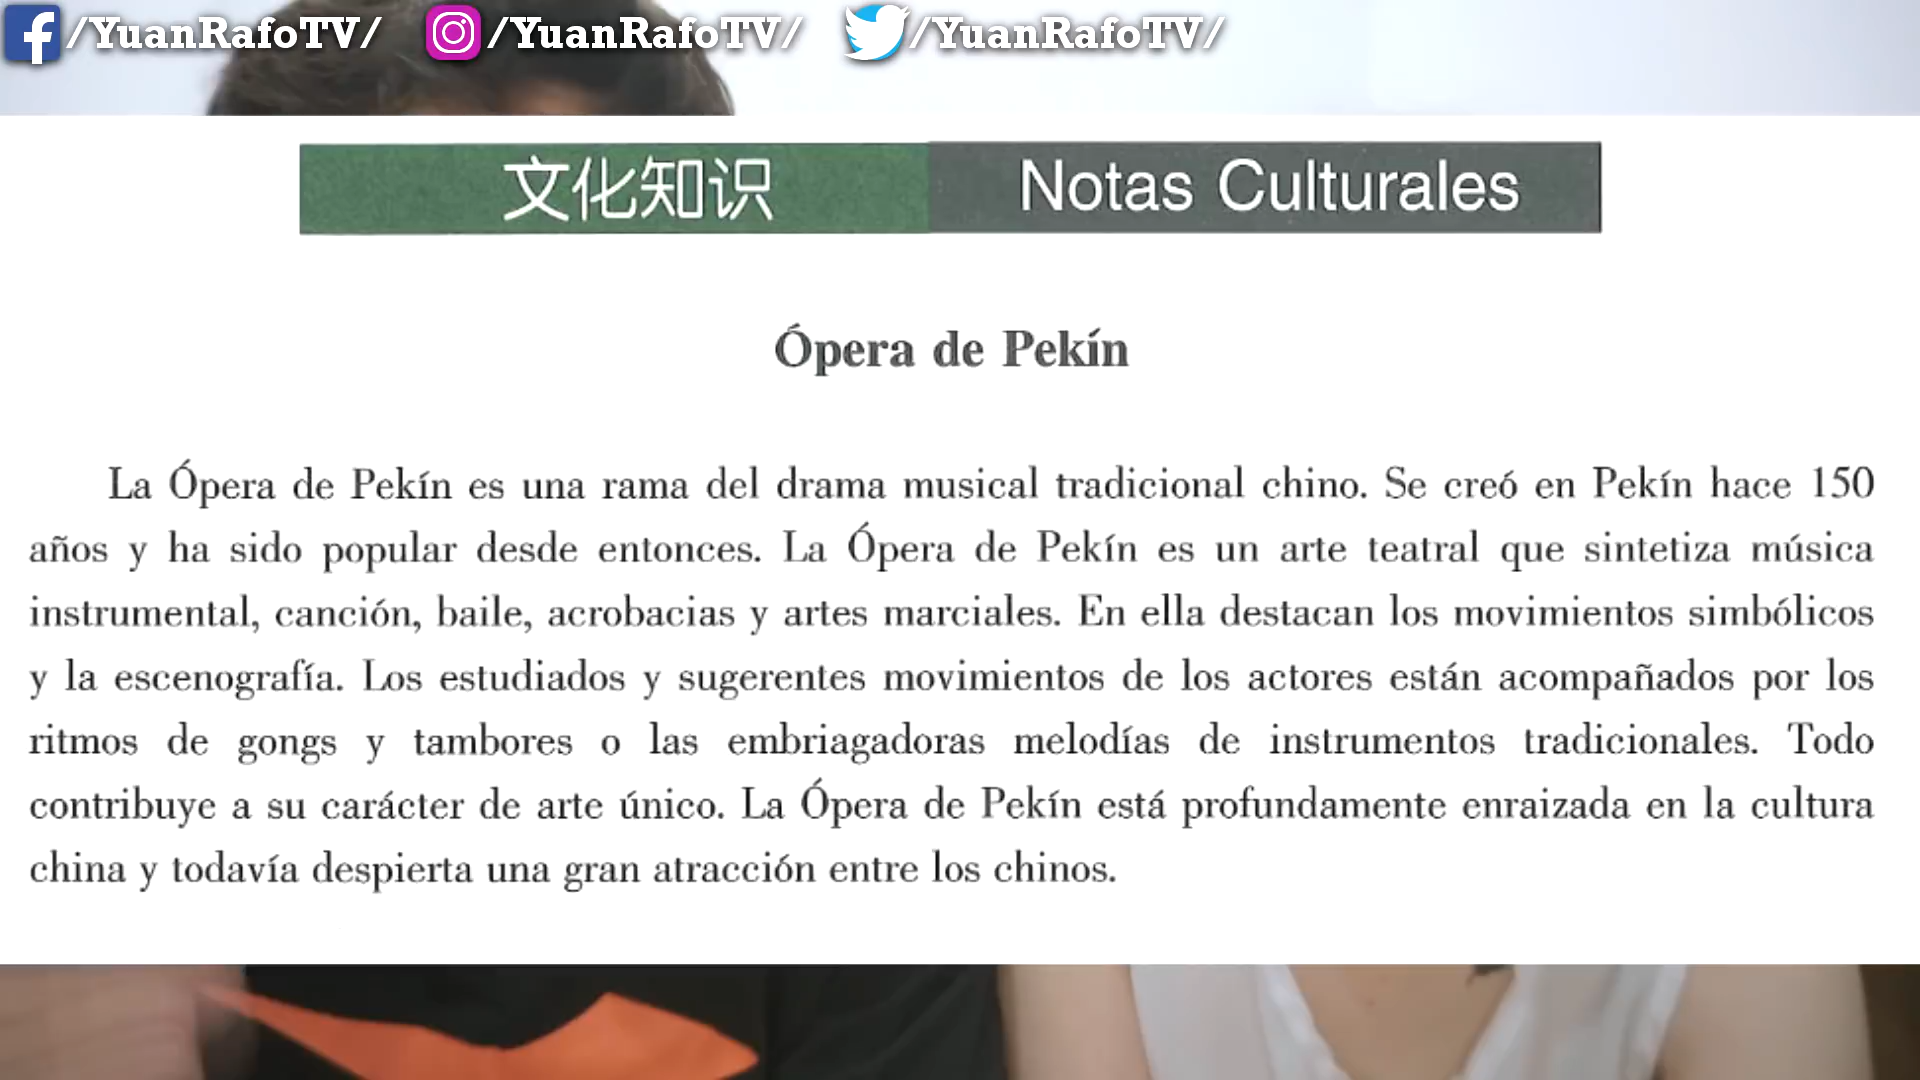 /YuanRafoTV/ /YuanRafoTV/ /YuanRafoTV/
文化知识 Notas Culturales
Ópera de Pekín
La Ópera de Pekín es una rama del drama musical tradicional chino. Se creó en Pekín hace 150
años y ha sido popular desde entonces. La Ópera de Pekín es un arte teatral que sintetiza música
instrumental, canción, baile, acrobacias y artes marciales. En ella destacan los movimientos simbólicos
y la escenografía. Los estudiados y sugerentes movimientos de los actores están acompañados por los
ritmos de gongs y tambores o las embriagadoras melodías de instrumentos tradicionales. Todo
contribuye a su carácter de arte único. La Ópera de Pekín está profundamente enraizada en la cultura
china y todavía despierta una gran atracción entre los chinos.